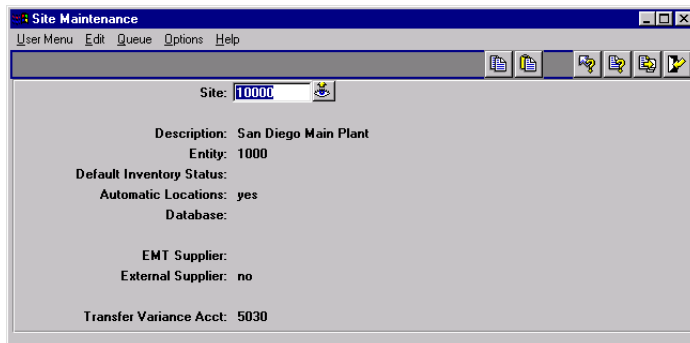 Site Maintenance
User Menu Edit Queue Options Help
Site: 10000
Description: San Diego Main Plant
Entity: 1000
Default Inventory Status:
Automatic Locations: yes
Database:
EMT Supplier:
External Supplier: no
Transfer Variance Acct: 5030